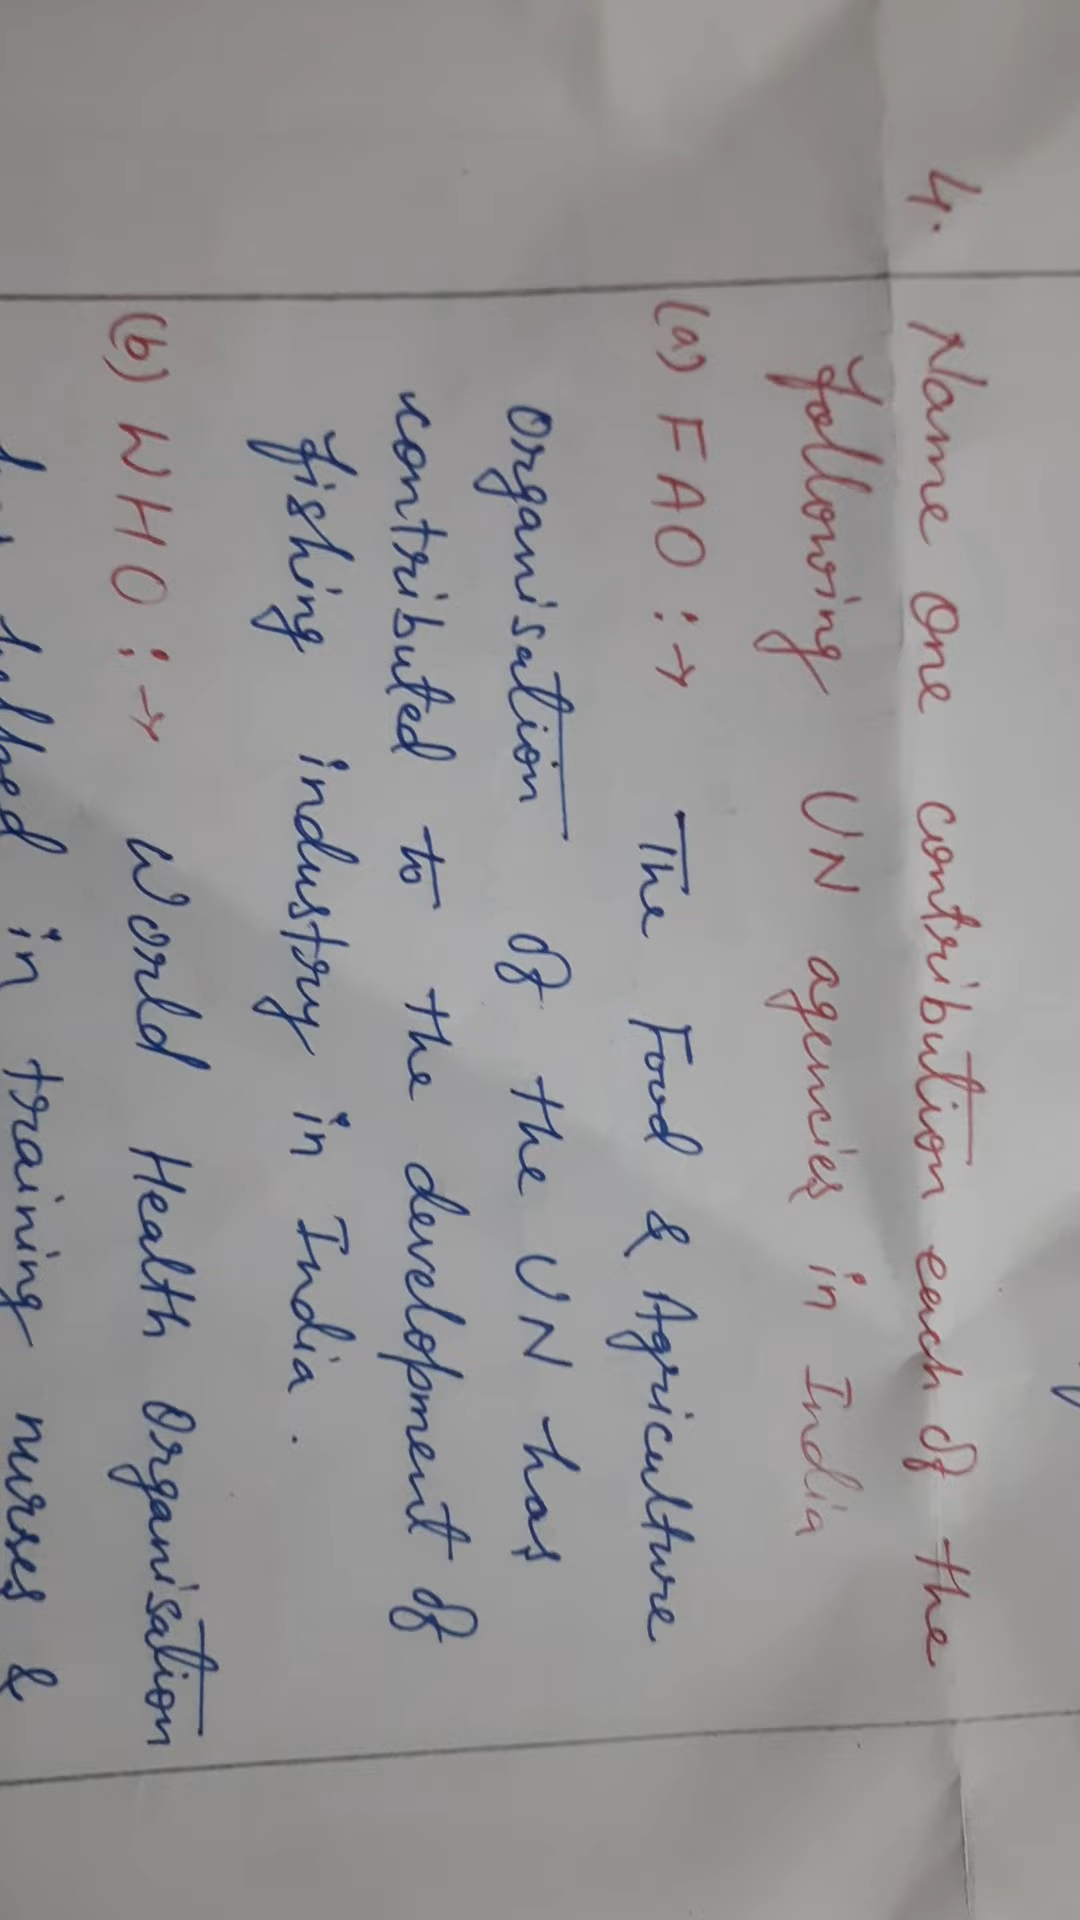 4. Name One contribution each of the
following UN agencies in India
(a) FAO :→ The Food & Agriculture
Organisation of the UN has
contributed to the development of
fishing industry in India.
(b) WHO :→ World Health Organisation
helped in training nurses &